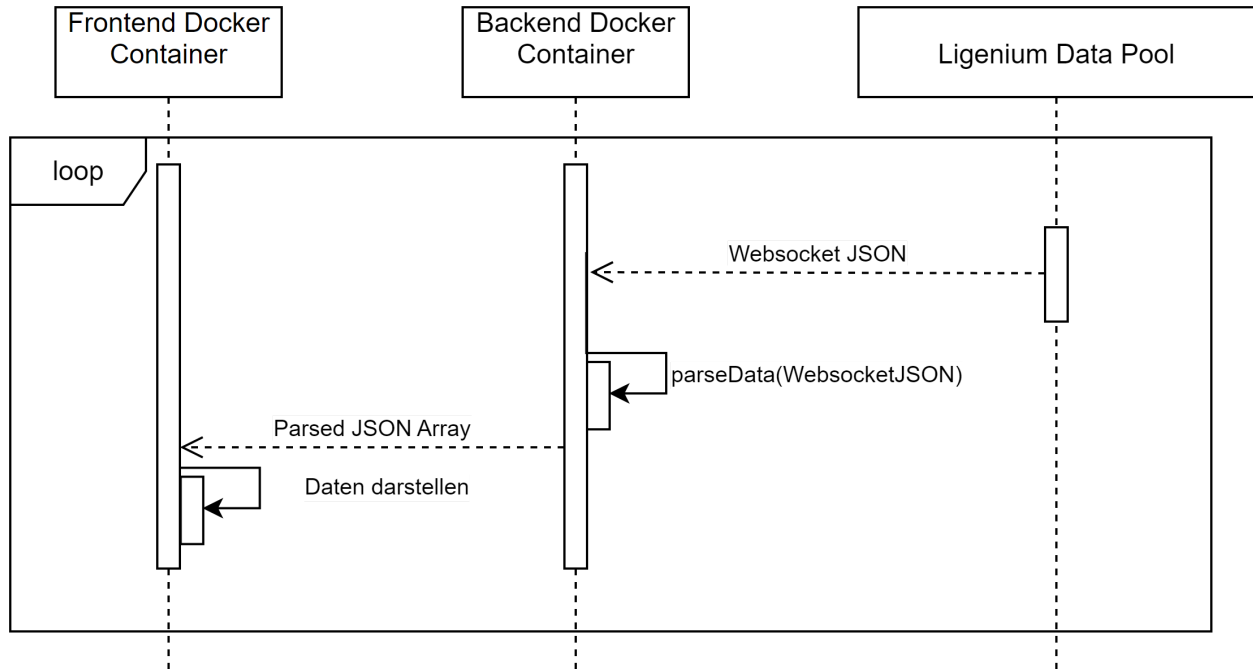 Frontend Docker
Container
Backend Docker
Container
Ligenium Data Pool
loop
Websocket JSON
parseData(WebsocketJSON)
Parsed JSON Array
Daten darstellen